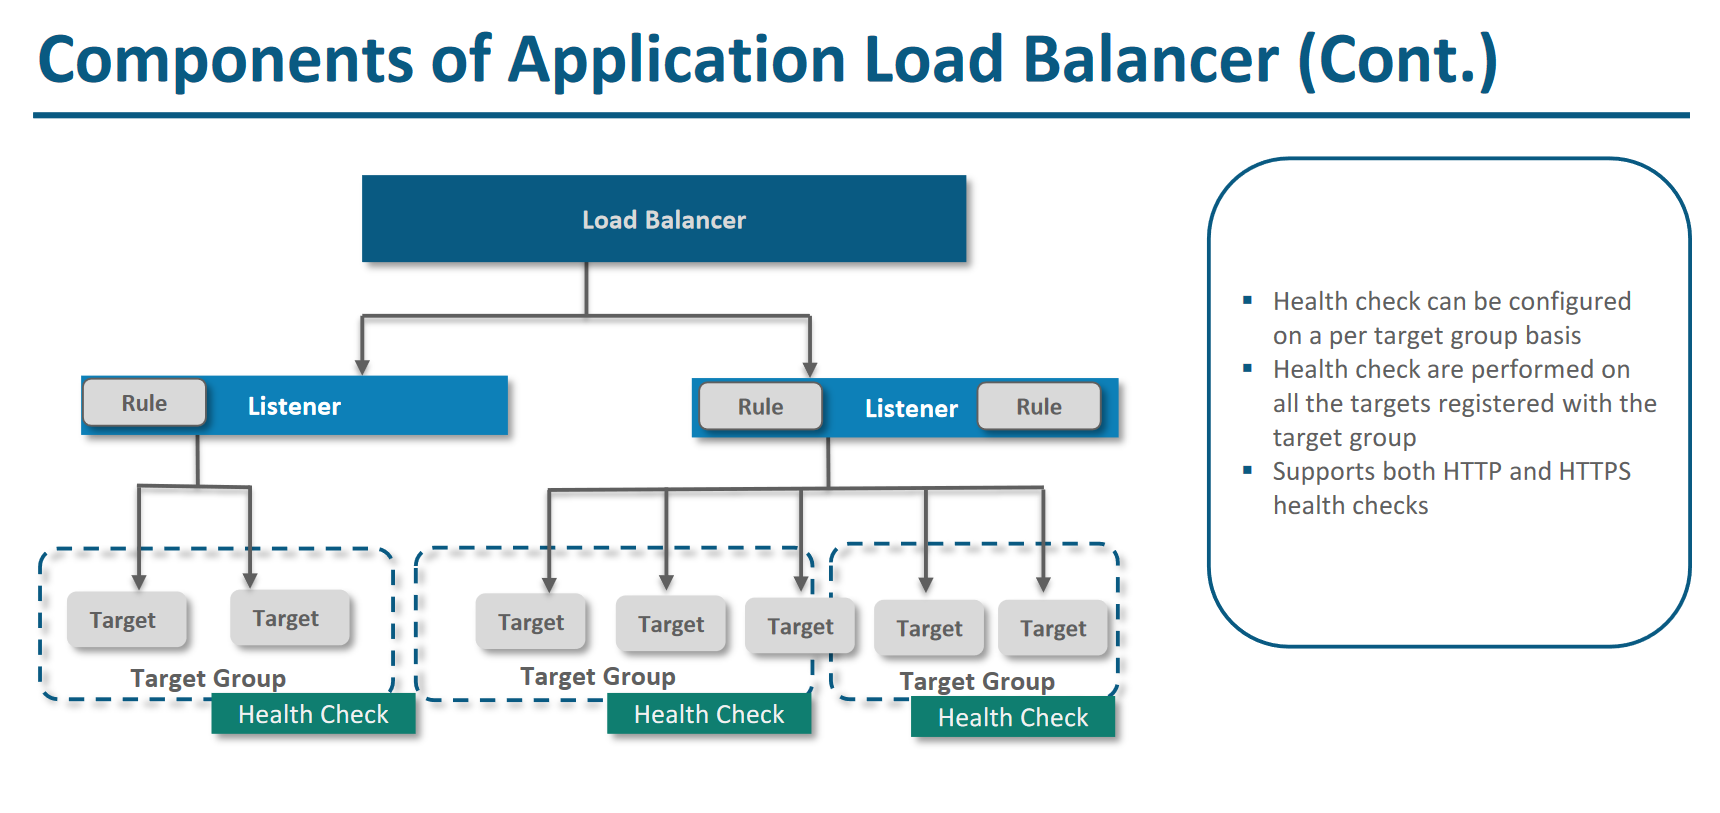 Components of Application Load Balancer (Cont.)
Load Balancer
Rule
Listener
Rule
Listener
Rule
Target
Target
Target
Target
Target
Target
Target
Target Group
Target Group
Target Group
Health Check
Health Check
Health Check
▪ Health check can be configured
on a per target group basis
▪ Health check are performed on
all the targets registered with the
target group
▪ Supports both HTTP and HTTPS
health checks